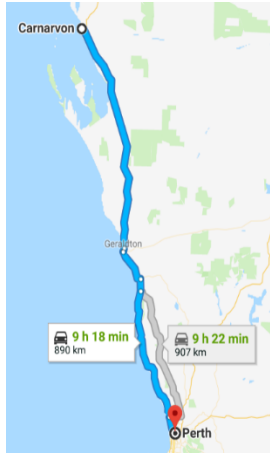 Carnarvon
Geraldton
9 h 18 min
890 km
9 h 22 min
907 km
Perth